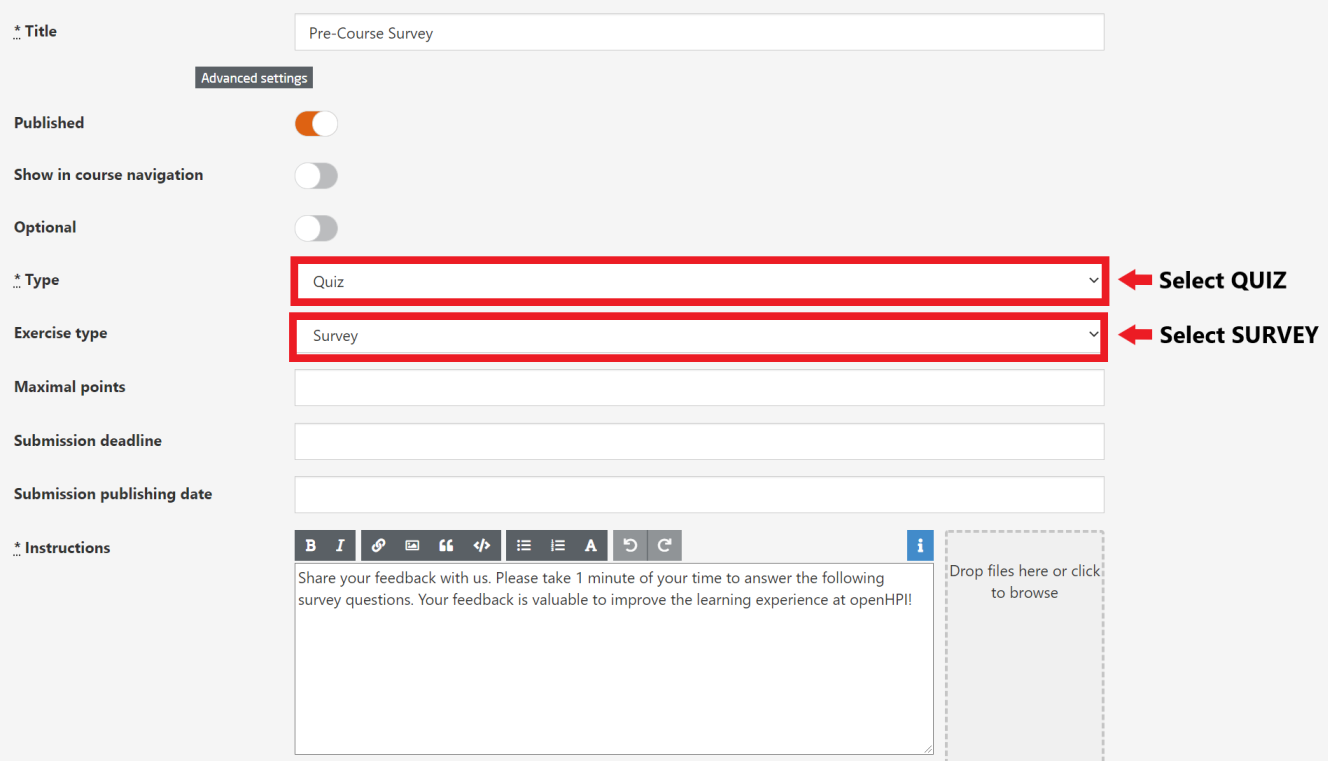 * Title
Pre-Course Survey
Advanced settings
Published
Show in course navigation
Optional
* Type
Quiz
Select QUIZ
Exercise type
Survey
Select SURVEY
Maximal points
Submission deadline
Submission publishing date
* Instructions
B I A i
Share your feedback with us. Please take 1 minute of your time to answer the following
survey questions. Your feedback is valuable to improve the learning experience at openHPI!
Drop files here or click
to browse